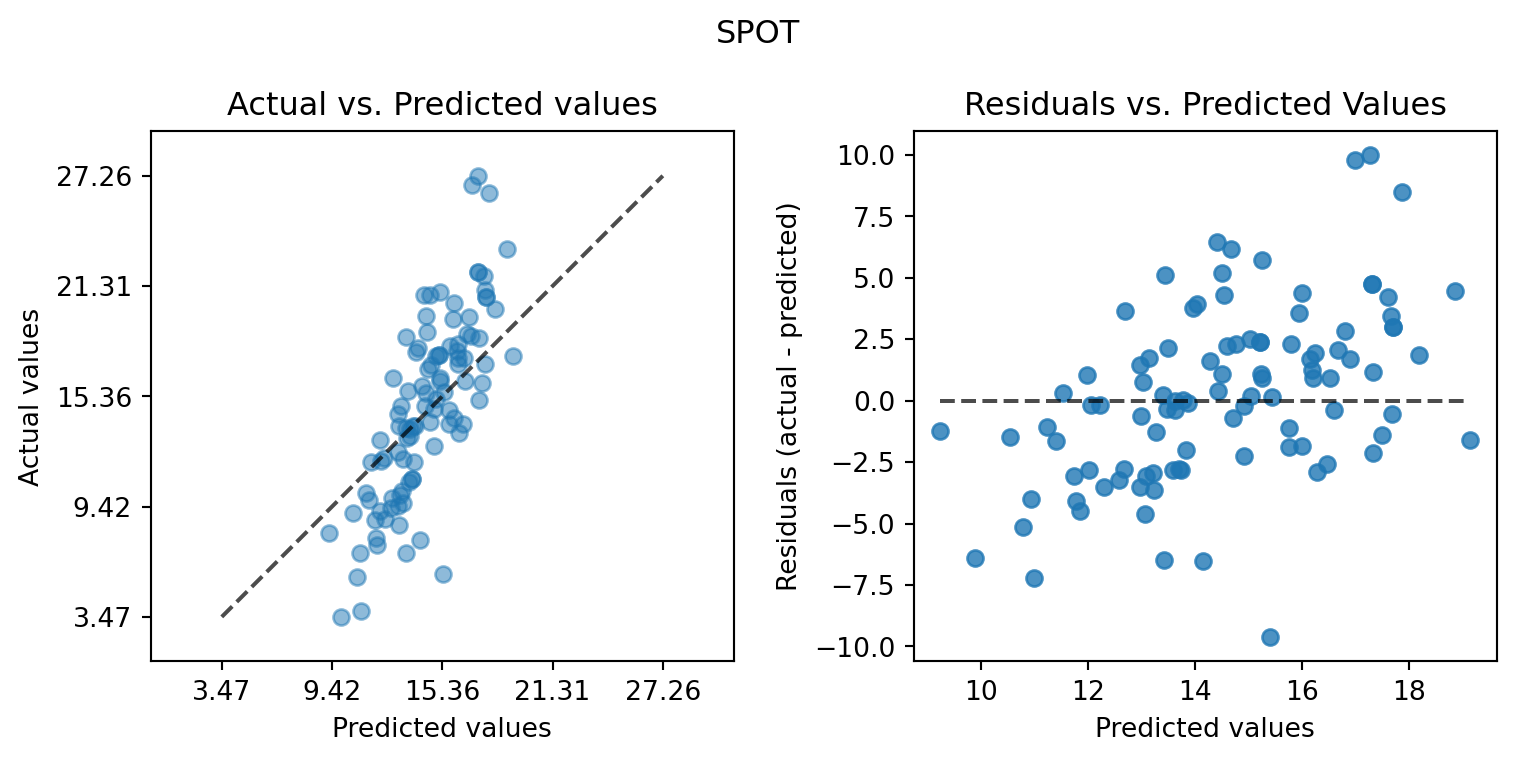 SPOT
Actual vs. Predicted values
27.26
21.31
15.36
9.42
3.47
Actual values
3.47 9.42 15.36 21.31 27.26
Predicted values
Residuals vs. Predicted Values
10.0
7.5
5.0
2.5
0.0
−2.5
−5.0
−7.5
−10.0
Residuals (actual - predicted)
10 12 14 16 18
Predicted values